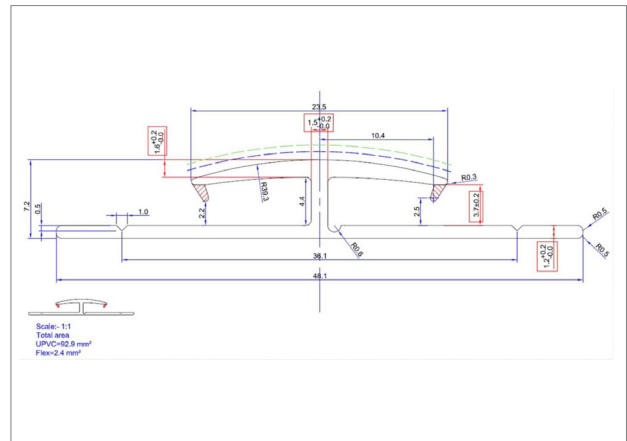 23.5
1.5+0.2-0.0
10.4
1.6+0.2-0.0
R39.3
R0.3
7.2
0.5
1.0
2.2
4.4
2.5
3.7±0.2
R0.5
R0.6
36.1
1.2+0.2-0.0
R0.5
48.1
Scale:- 1:1
Total area
UPVC=92.9 mm²
Flex=2.4 mm²